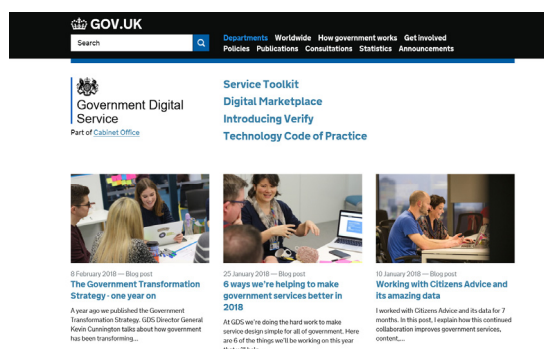 GOV.UK
Search
Departments Worldwide How government works Get involved
Policies Publications Consultations Statistics Announcements
Government Digital
Service
Part of Cabinet Office
Service Toolkit
Digital Marketplace
Introducing Verify
Technology Code of Practice
8 February 2018 — Blog post
The Government Transformation
Strategy - one year on
A year ago we published the Government
Transformation Strategy. GDS Director General
Kevin Cunnington talks about how government
has been transforming...
25 January 2018 — Blog post
6 ways we're helping to make
government services better in
2018
At GDS we're doing the hard work to make
service design simple for all of government. Here
are 6 of the things we'll be working on this year
10 January 2018 — Blog post
Working with Citizens Advice and
its amazing data
I worked with Citizens Advice and its data for 7
months. In this post, I explain how this continued
collaboration improves government services,
content,...